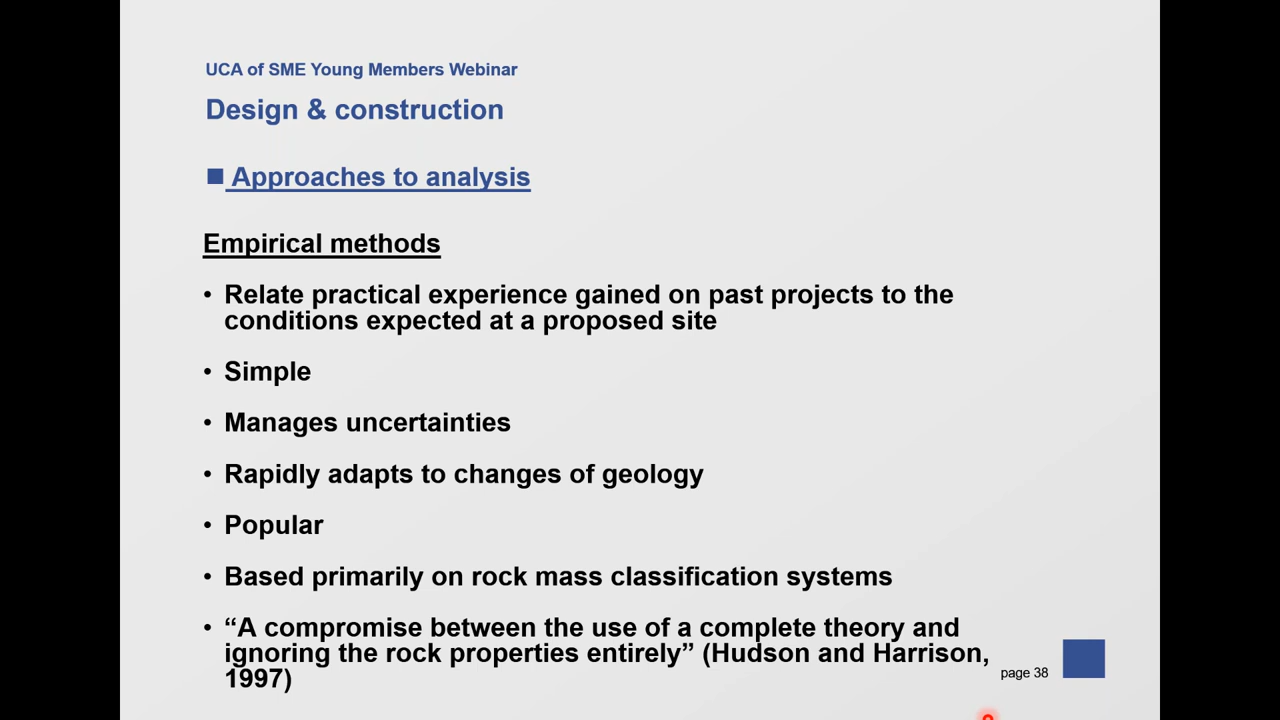 UCA of SME Young Members Webinar
Design & construction
■ Approaches to analysis
Empirical methods
• Relate practical experience gained on past projects to the
conditions expected at a proposed site
• Simple
• Manages uncertainties
• Rapidly adapts to changes of geology
• Popular
• Based primarily on rock mass classification systems
• “A compromise between the use of a complete theory and
ignoring the rock properties entirely” (Hudson and Harrison,
1997)
page 38